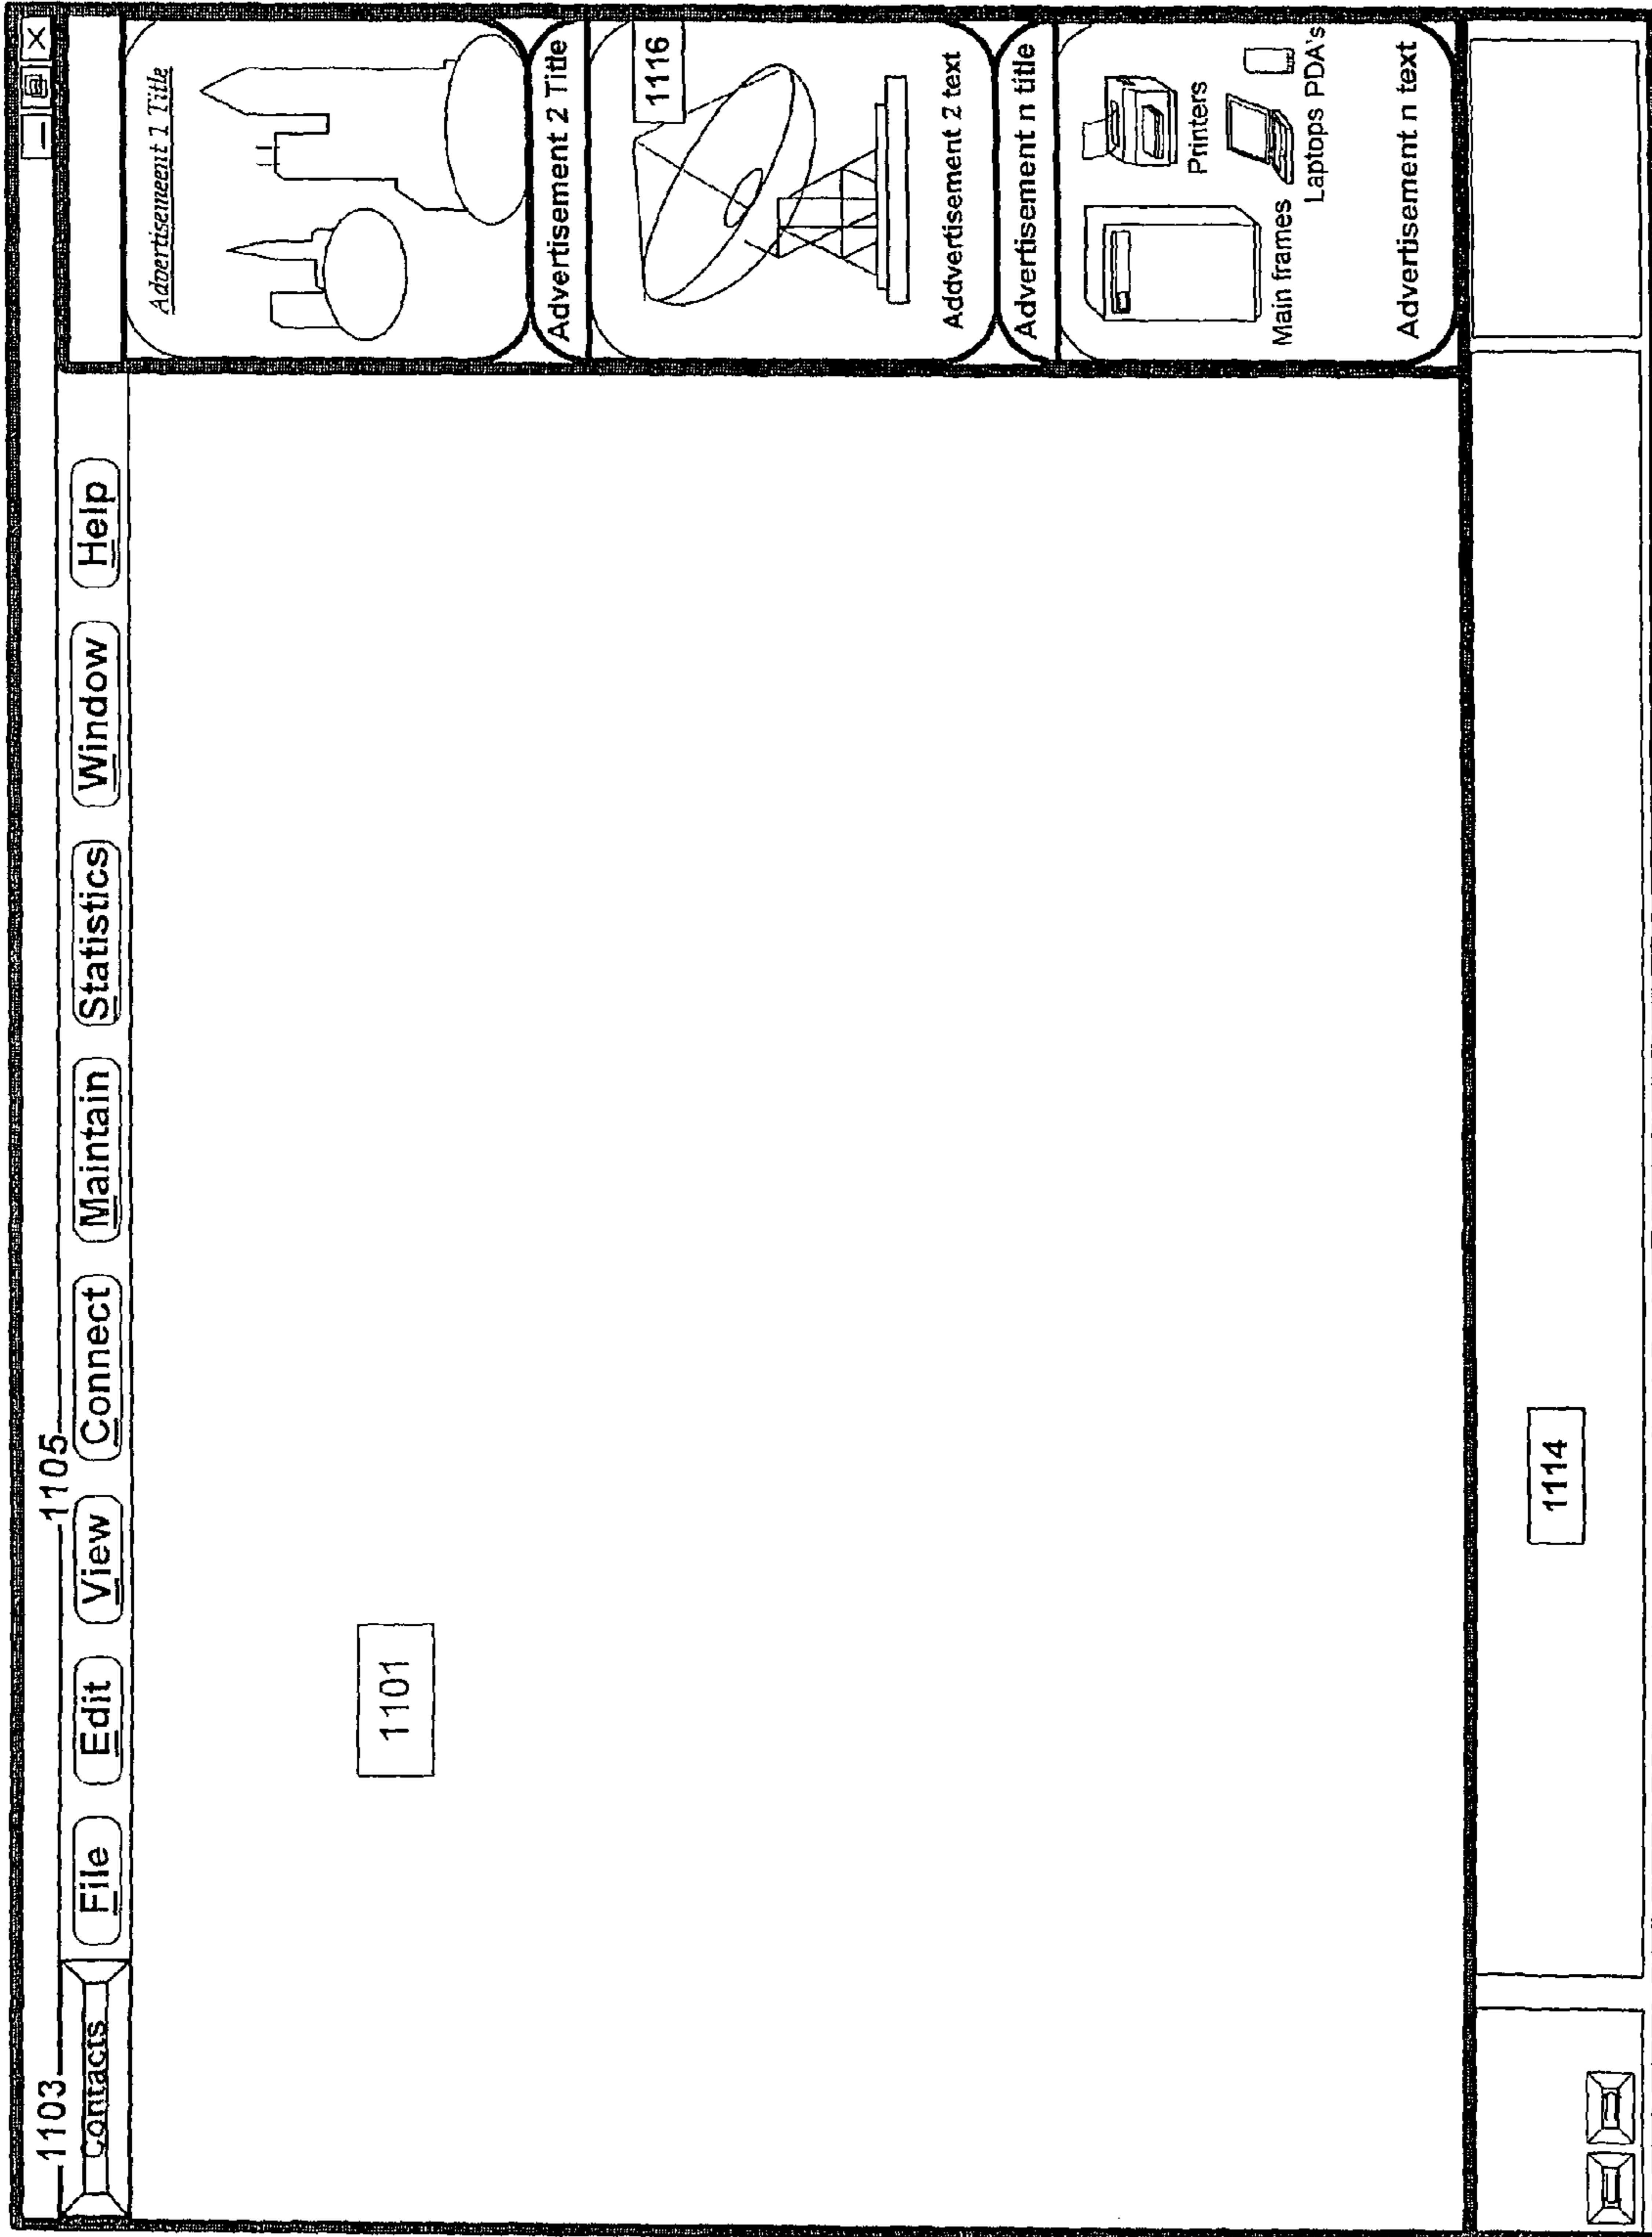 1103
1105
Contacts
File
Edit
View
Connect
Maintain
Statistics
Window
Help
Advertisement 1 Title
Advertisement 2 Title
1116
Addvertisement 2 text
Advertisement n title
Printers
Main frames
Laptops PDA's
Advertisement n text
1101
1114